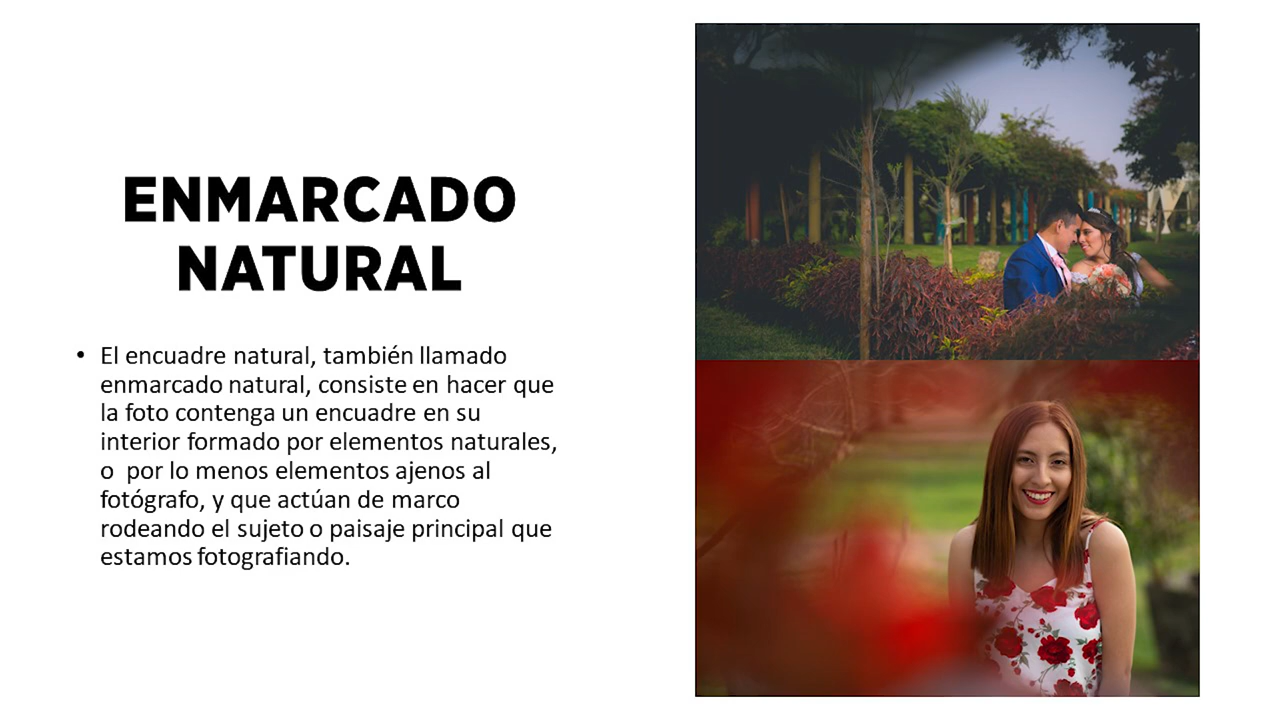 ENMARCADO
NATURAL
• El encuadre natural, también llamado
enmarcado natural, consiste en hacer que
la foto contenga un encuadre en su
interior formado por elementos naturales,
o  por lo menos elementos ajenos al
fotógrafo, y que actúan de marco
rodeando el sujeto o paisaje principal que
estamos fotografiando.